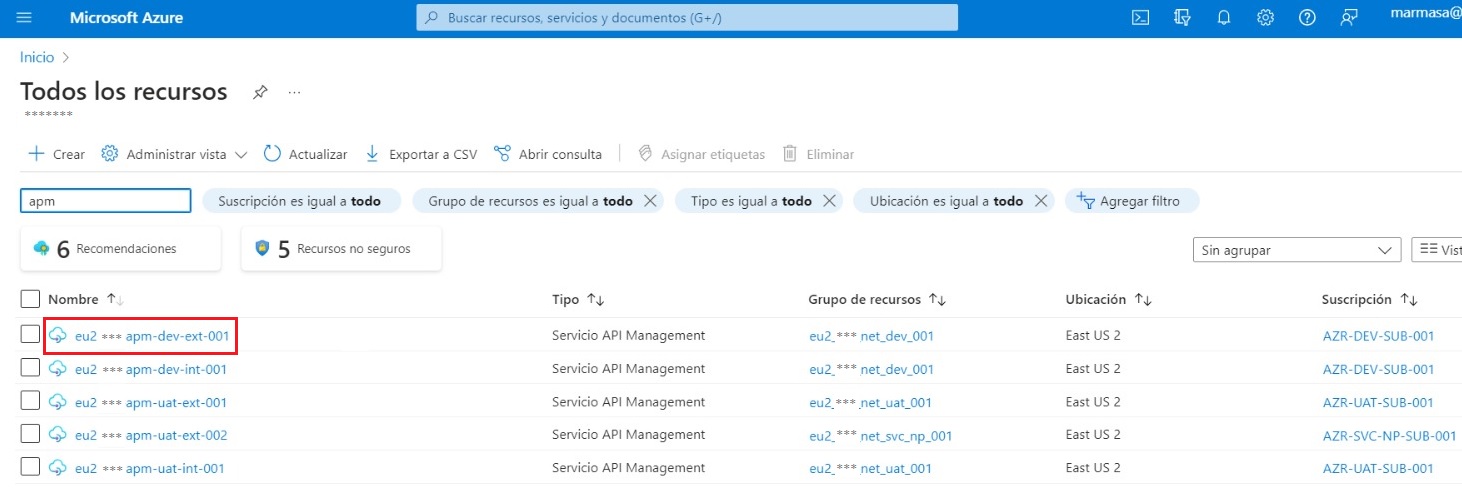 Microsoft Azure Buscar recursos, servicios y documentos (G+/) marmasa@
Inicio >
Todos los recursos ...
*******
Crear Administrar vista Actualizar Exportar a CSV Abrir consulta Asignar etiquetas Eliminar
apm Suscripción es igual a todo Grupo de recursos es igual a todo Tipo es igual a todo Ubicación es igual a todo Agregar filtro
6 Recomendaciones 5 Recursos no seguros Sin agrupar Vist
Nombre ↑↓ Tipo ↑↓ Grupo de recursos ↑↓ Ubicación ↑↓ Suscripción ↑↓
eu2 *** apm-dev-ext-001 Servicio API Management eu2_*** net_dev_001 East US 2 AZR-DEV-SUB-001
eu2 *** apm-dev-int-001 Servicio API Management eu2_*** net_dev_001 East US 2 AZR-DEV-SUB-001
eu2 *** apm-uat-ext-001 Servicio API Management eu2_*** net_uat_001 East US 2 AZR-UAT-SUB-001
eu2 *** apm-uat-ext-002 Servicio API Management eu2_*** net_svc_np_001 East US 2 AZR-SVC-NP-SUB-001
eu2 *** apm-uat-int-001 Servicio API Management eu2_*** net_uat_001 East US 2 AZR-UAT-SUB-001